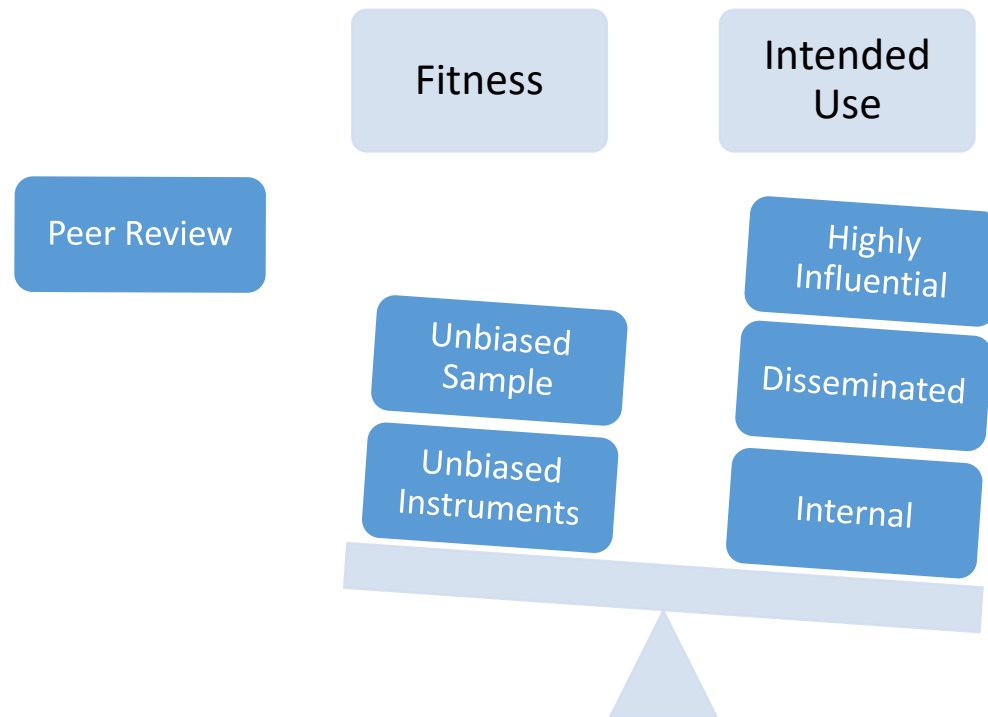 Fitness
Intended
Use
Peer Review
Highly
Influential
Unbiased
Sample
Disseminated
Unbiased
Instruments
Internal